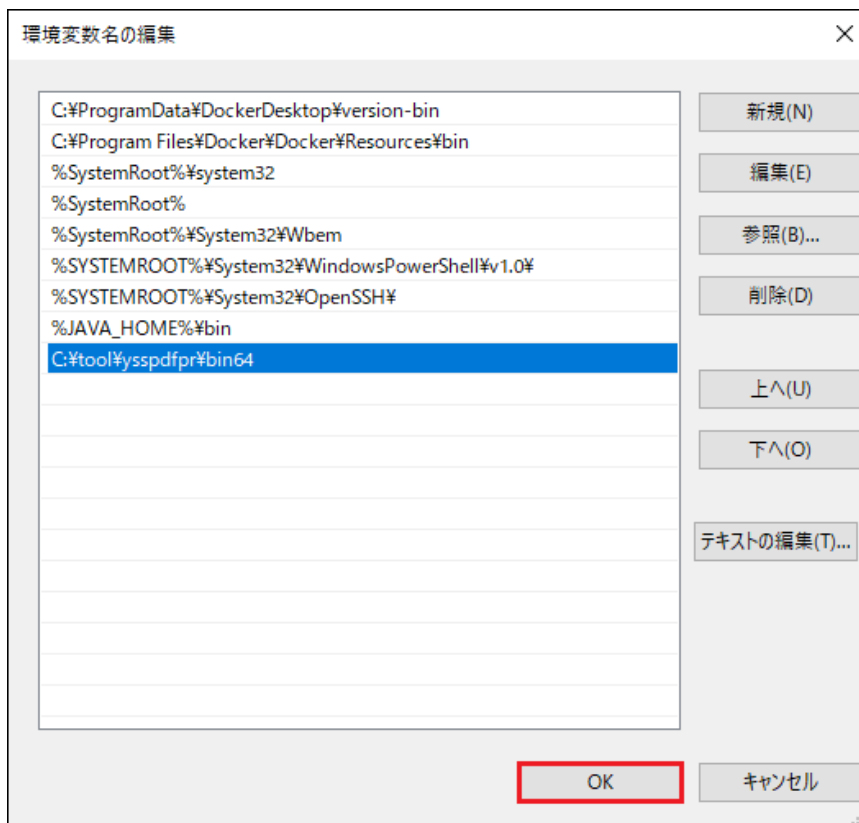 環境変数名の編集
C:¥ProgramData¥DockerDesktop¥version-bin
C:¥Program Files¥Docker¥Docker¥Resources¥bin
%SystemRoot%¥system32
%SystemRoot%
%SystemRoot%¥System32¥Wbem
%SYSTEMROOT%¥System32¥WindowsPowerShell¥v1.0¥
%SYSTEMROOT%¥System32¥OpenSSH¥
%JAVA_HOME%¥bin
C:¥tool¥ysspdfpr¥bin64
新規(N)
編集(E)
参照(B)...
削除(D)
上へ(U)
下へ(O)
テキストの編集(T)...
OK
キャンセル